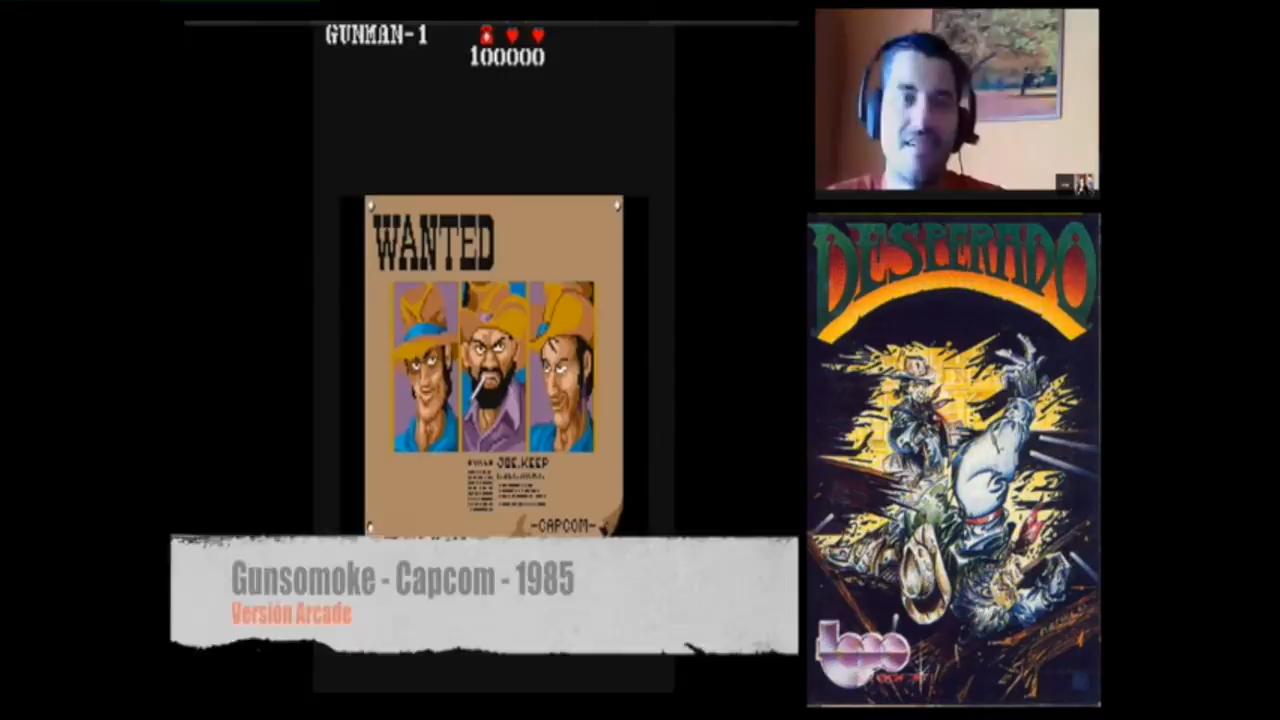 GUNMAN-1
100000
WANTED
JOE.KEEP
-CAPCOM-
Gunsomoke - Capcom - 1985
Versión Arcade
DESPERADO
topo